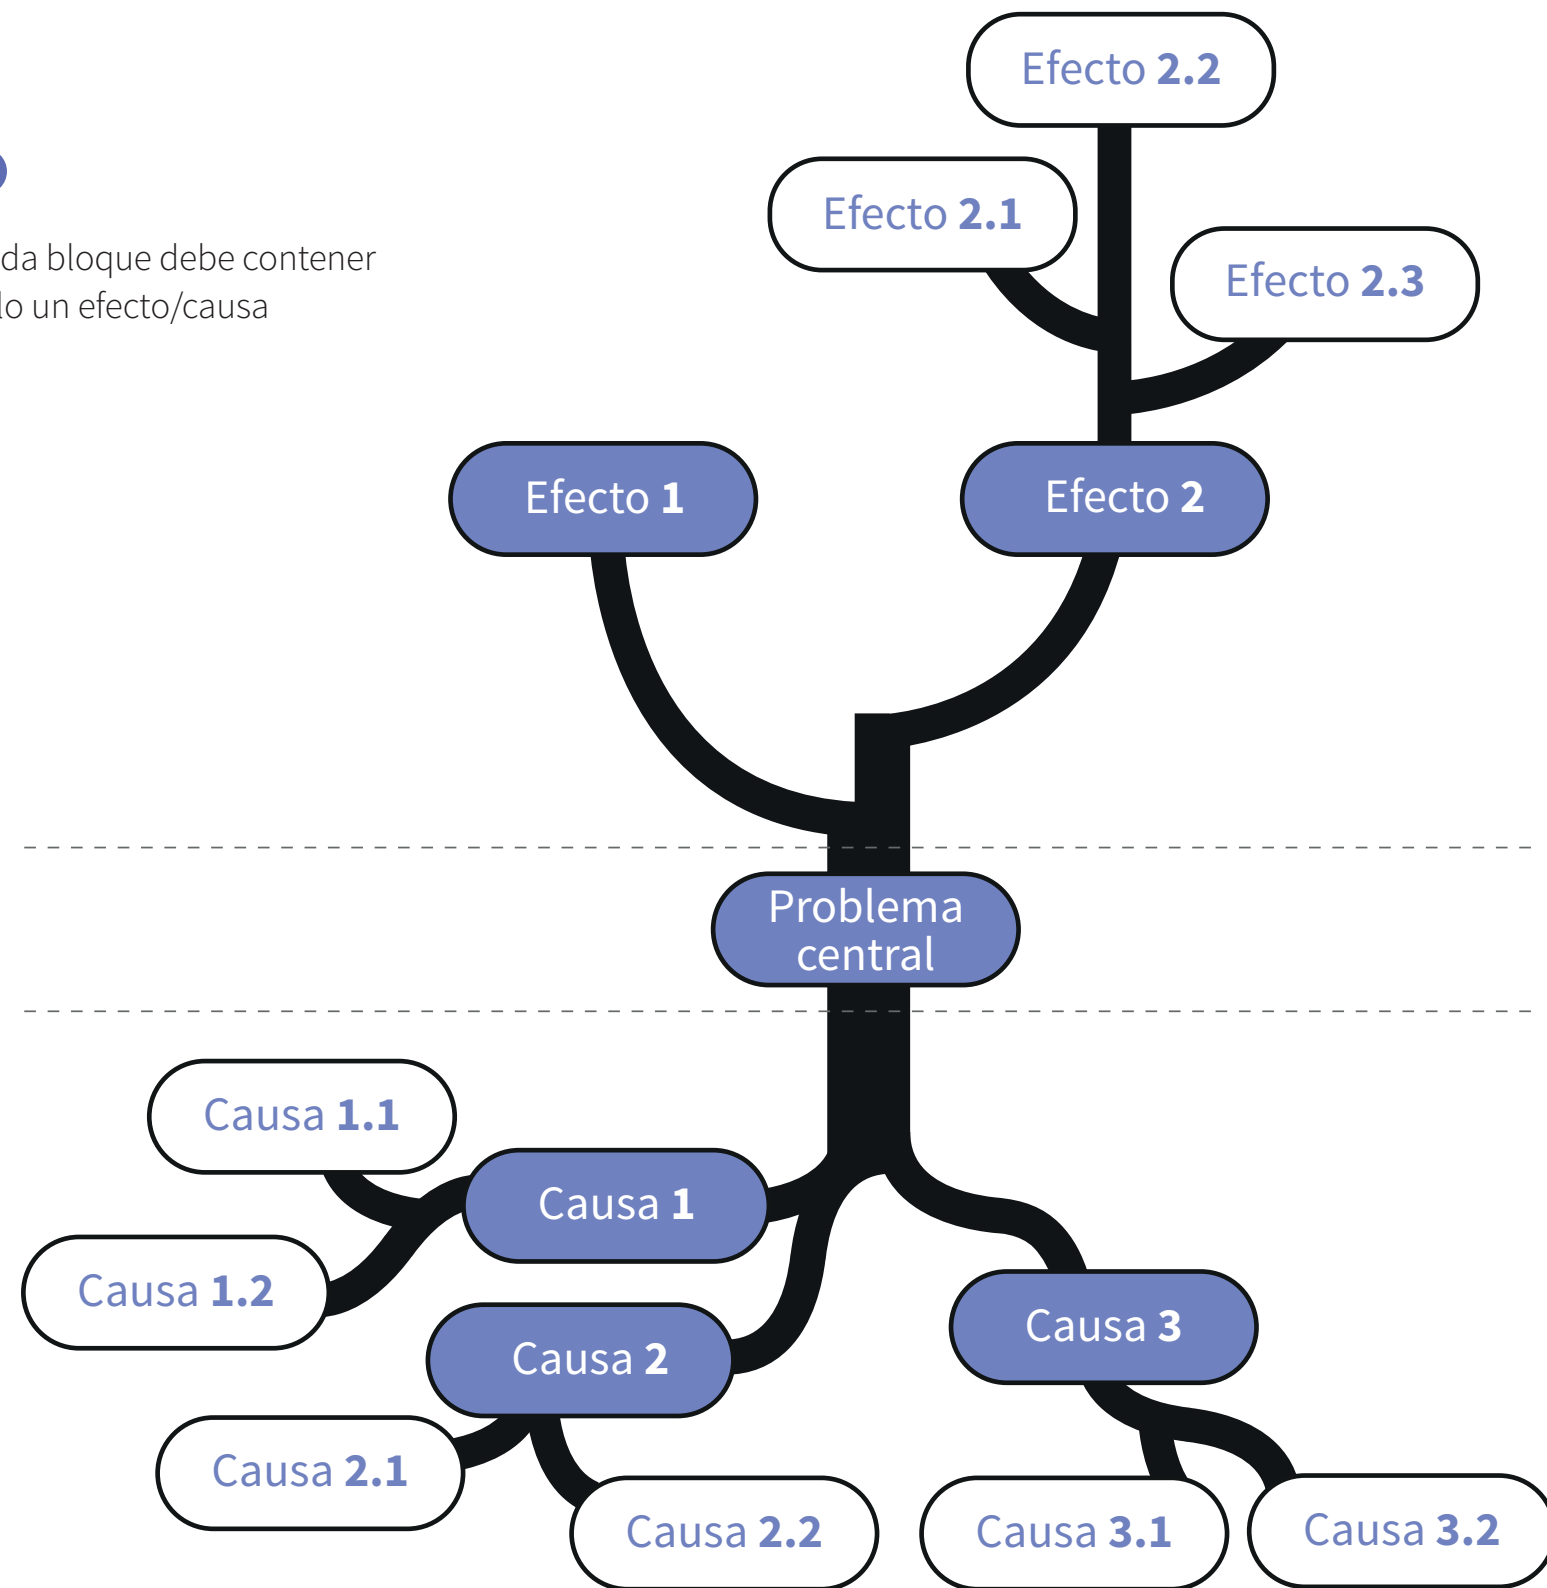 Efecto 2.2
Efecto 2.1
da bloque debe contener
Efecto 2.3
lo un efecto/causa
Efecto 1
Efecto 2
Problema
central
Causa 1.1
Causa 1
Causa 1.2
Causa 3
Causa 2
Causa 2.1
Causa 2.2
Causa 3.1
Causa 3.2